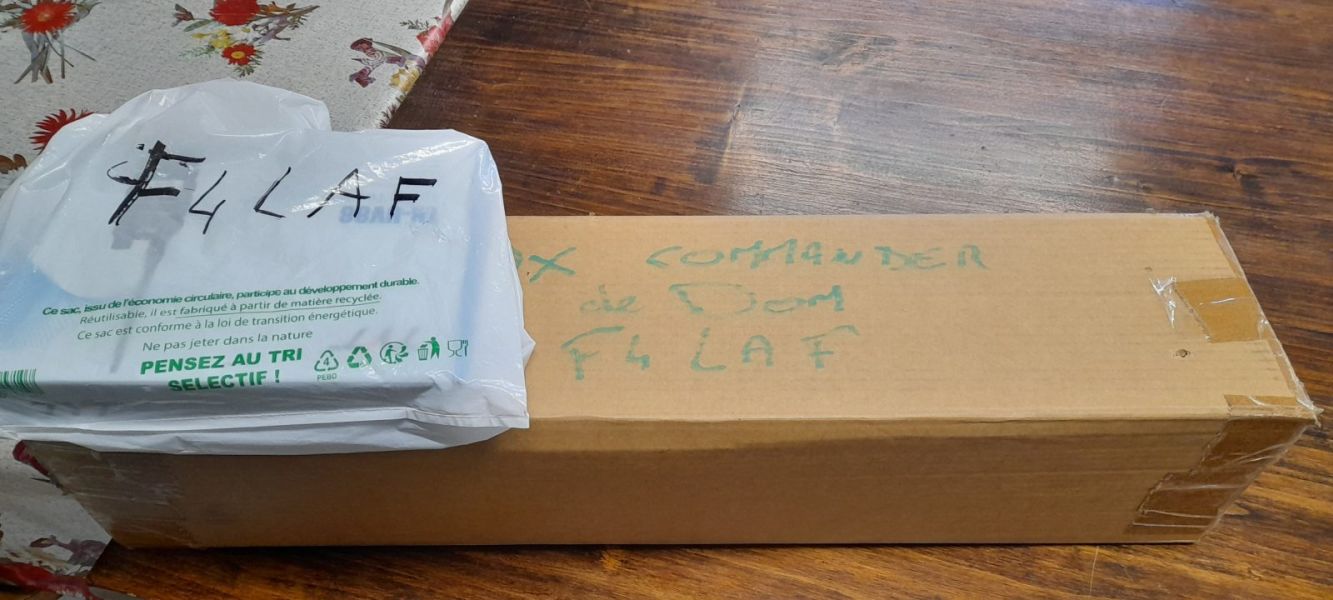 F4LAF
Ce sac, issu de l'économie circulaire, participe au développement durable.
Réutilisable, il est fabriqué à partir de matière recyclée.
Ce sac est conforme à la loi de transition énergétique.
Ne pas jeter dans la nature
PENSEZ AU TRI
SELECTIF !
4
PEBD
COMMANDER
de Dom
F4LAF